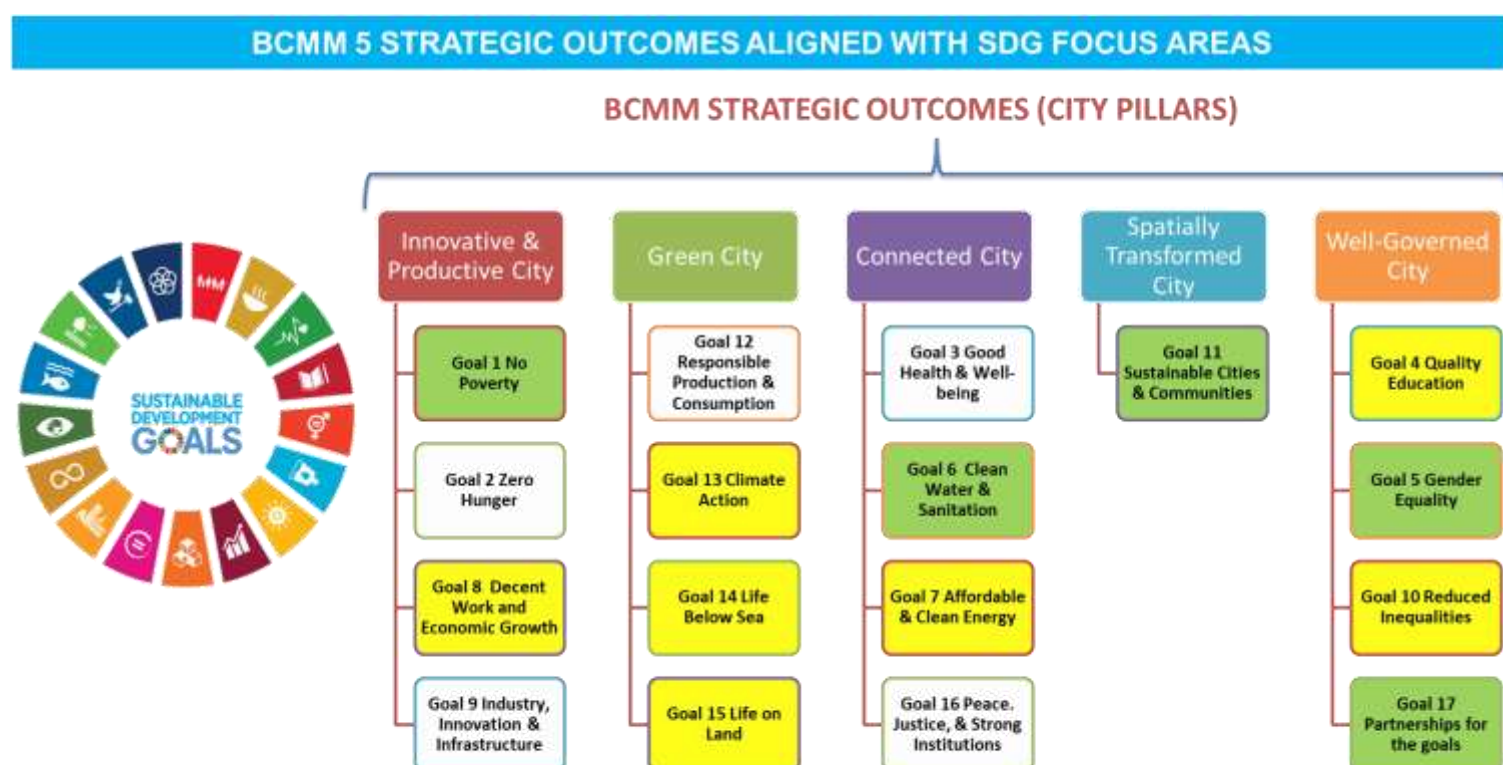 BCMM 5 STRATEGIC OUTCOMES ALIGNED WITH SDG FOCUS AREAS
BCMM STRATEGIC OUTCOMES (CITY PILLARS)
SUSTAINABLE
DEVELOPMENT
GOALS
Innovative &
Productive City
Goal 1 No
Poverty
Goal 2 Zero
Hunger
Goal 8 Decent
Work and
Economic Growth
Goal 9 Industry,
Innovation &
Infrastructure
Green City
Goal 12
Responsible
Production &
Consumption
Goal 13 Climate
Action
Goal 14 Life
Below Sea
Goal 15 Life on
Land
Connected City
Goal 3 Good
Health & Well-
being
Goal 6 Clean
Water &
Sanitation
Goal 7 Affordable
& Clean Energy
Goal 16 Peace.
Justice, & Strong
Institutions
Spatially
Transformed
City
Goal 11
Sustainable Cities
& Communities
Well-Governed
City
Goal 4 Quality
Education
Goal 5 Gender
Equality
Goal 10 Reduced
Inequalities
Goal 17
Partnerships for
the goals